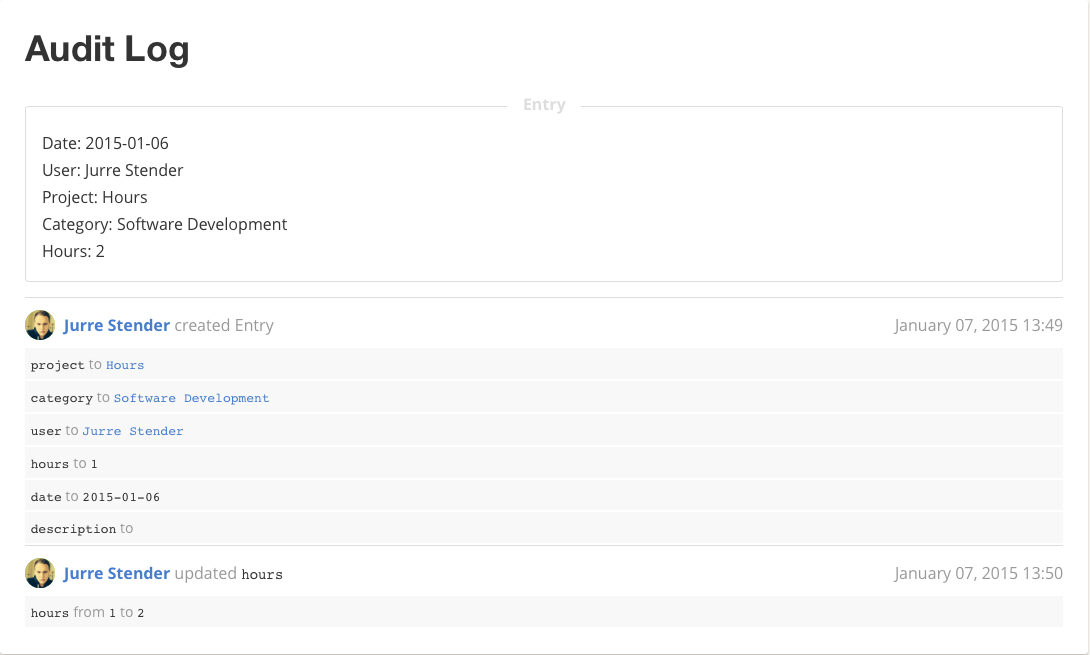 Audit Log
Entry
Date: 2015-01-06
User: Jurre Stender
Project: Hours
Category: Software Development
Hours: 2
Jurre Stender created Entry January 07, 2015 13:49
project to Hours
category to Software Development
user to Jurre Stender
hours to 1
date to 2015-01-06
description to
Jurre Stender updated hours January 07, 2015 13:50
hours from 1 to 2